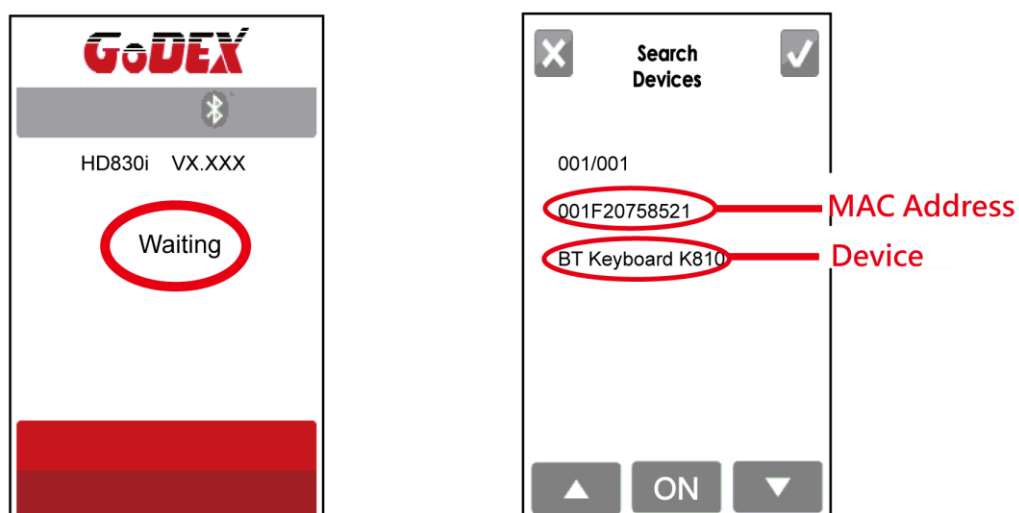 GoDEX
HD830i VX.XXX
Waiting
Search
Devices
001/001
001F20758521
MAC Address
BT Keyboard K810
Device
ON